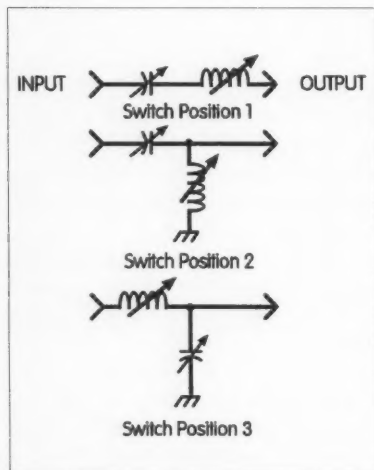 INPUT OUTPUT
Switch Position 1
Switch Position 2
Switch Position 3